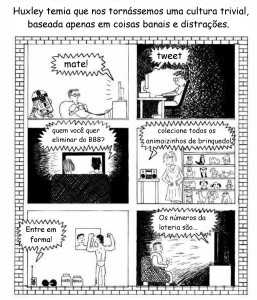 Huxley temia que nos tornássemos uma cultura trivial,
baseada apenas em coisas banais e distrações.
mate!
tweet
quem você quer
eliminar do BBB?
colecione todos os
animaizinhos de brinquedo!
Entre em
forma!
Os números da
loteria são...